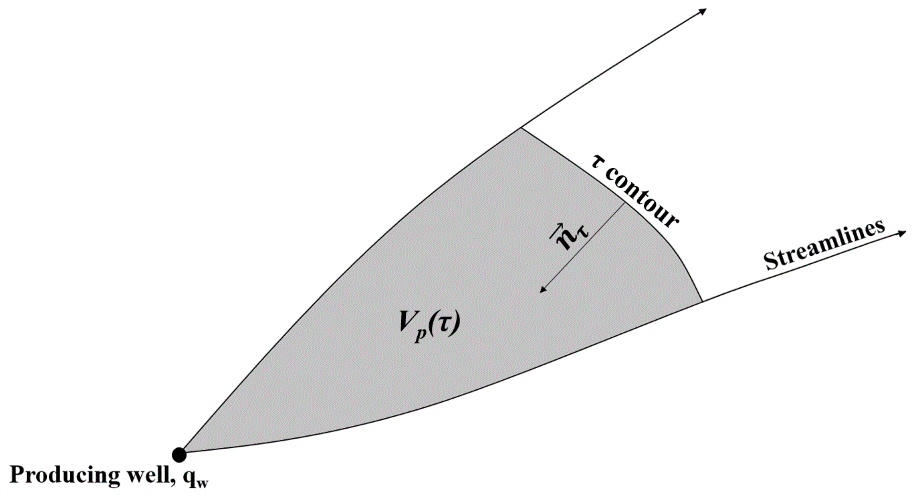 τ contour
n⃗τ
Streamlines
Vp(τ)
Producing well, qw